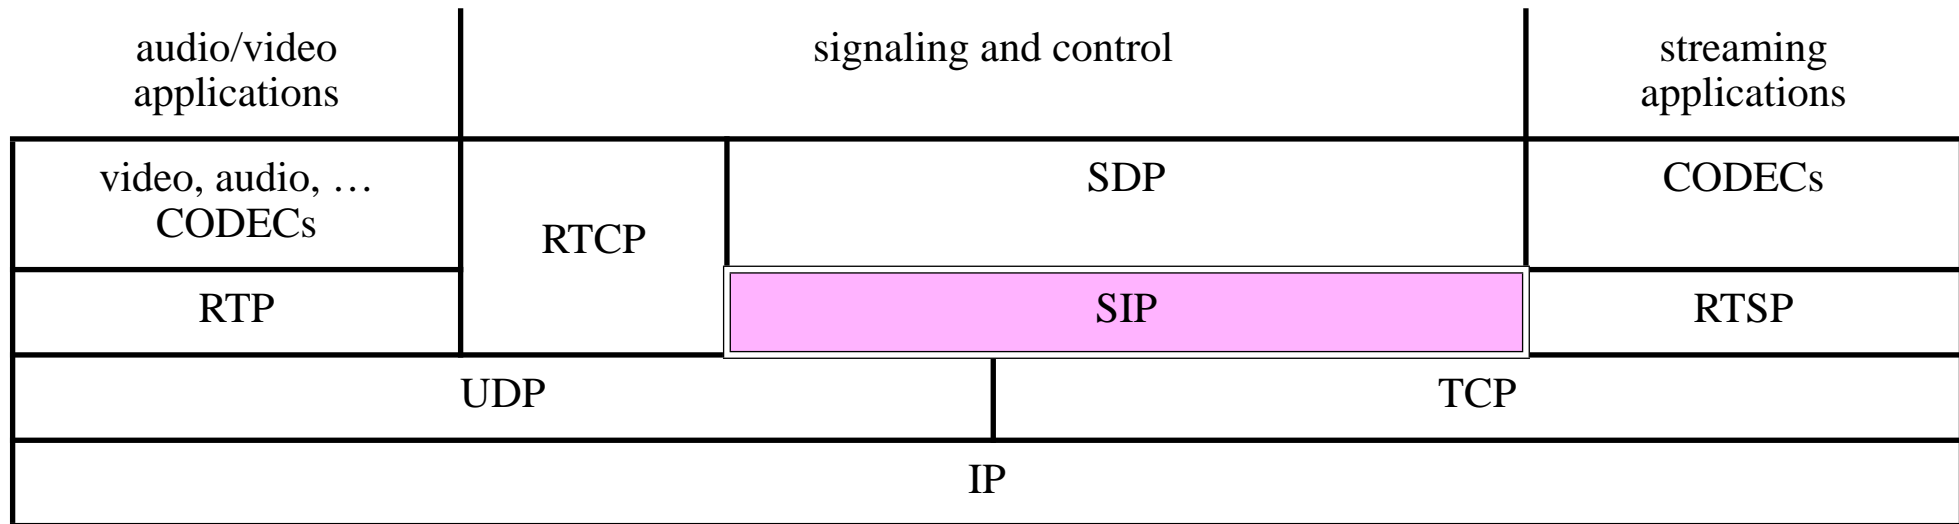 audio/video
applications
signaling and control
streaming
applications
video, audio, …
CODECs
RTCP
SDP
CODECs
RTP
SIP
RTSP
UDP
TCP
IP